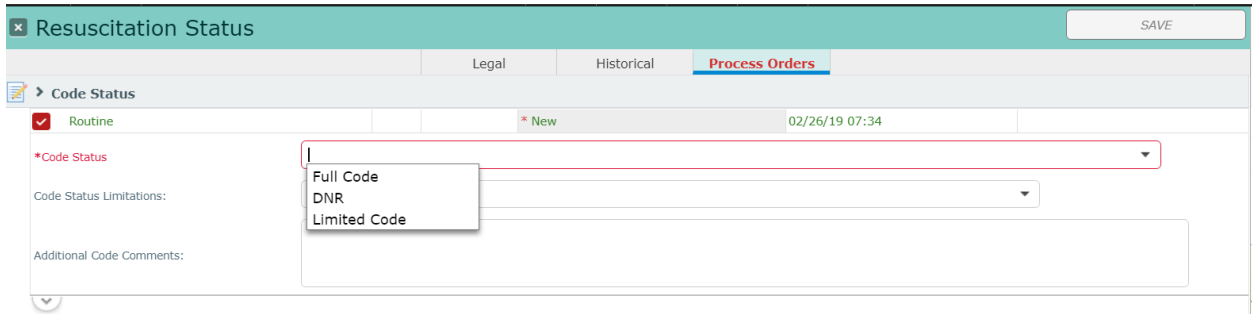 Resuscitation Status
SAVE
Legal Historical Process Orders
Code Status
Routine * New 02/26/19 07:34
*Code Status
Full Code
Code Status Limitations:
DNR
Limited Code
Additional Code Comments: